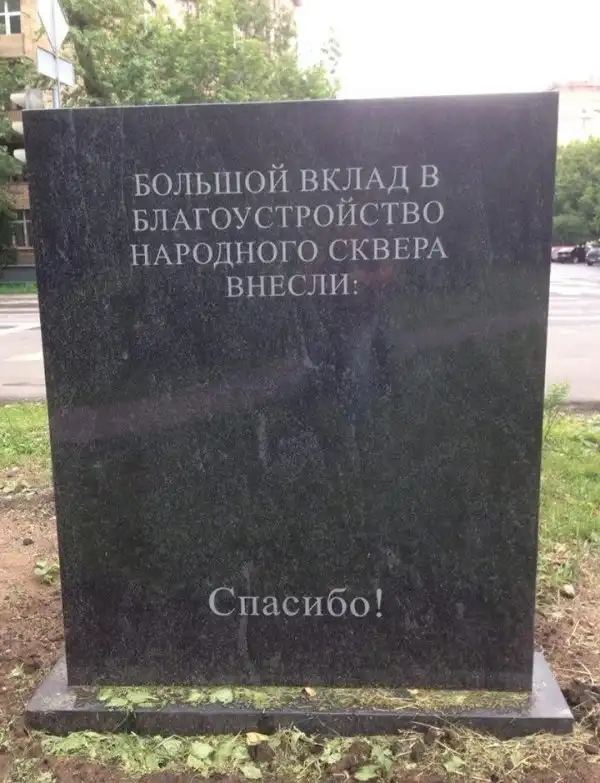 БОЛЬШОЙ ВКЛАД В
БЛАГОУСТРОЙСТВО
НАРОДНОГО СКВЕРА
ВНЕСЛИ:
Спасибо!